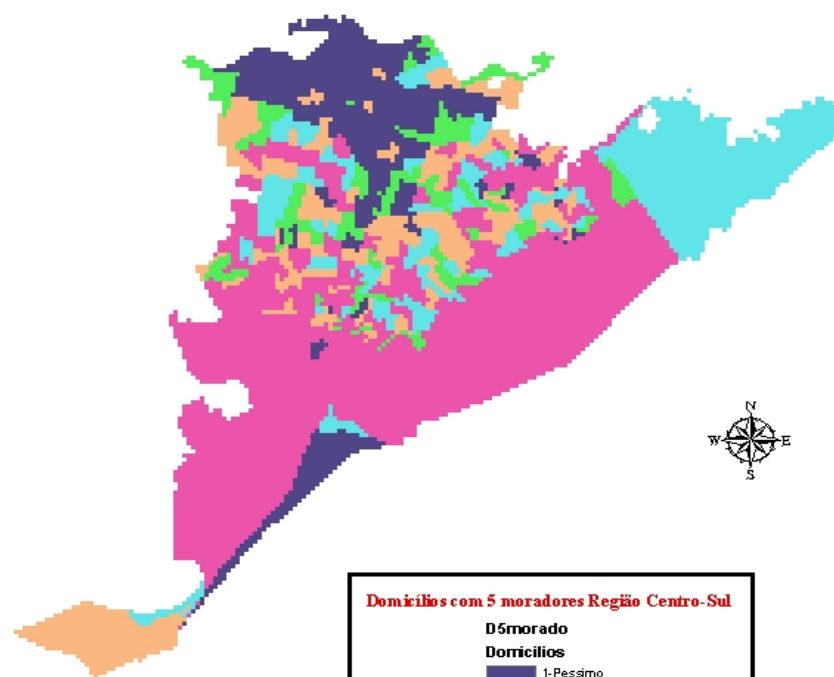 N
W E
S
Domicílios com 5 moradores Região Centro-Sul
D5morado
Domicilios
1-Pessimo